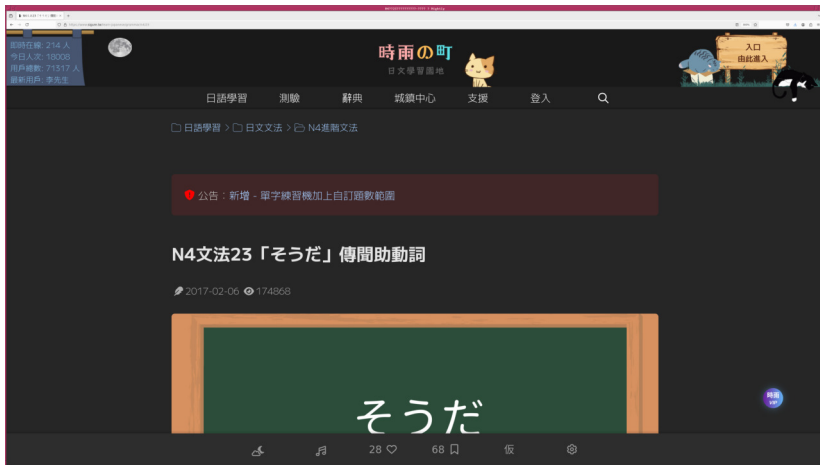 即時在線: 214 人
今日人次: 18006
用戶總數: 71317 人
最新用戶: 李先生
時雨の町
日文學習園地
入口
由此進入
日語學習 測驗 辭典 城鎮中心 支援 登入
日語學習 > 日文文法 > N4進階文法
公告：新增 - 單字練習機加上自訂題數範圍
N4文法23「そうだ」傳聞助動詞
2017-02-06 174868
そうだ
時雨
VIP
28 68 仮